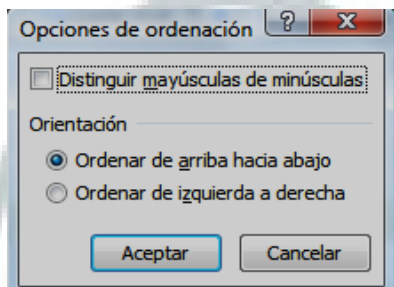 Opciones de ordenación
Distinguir mayúsculas de minúsculas
Orientación
Ordenar de arriba hacia abajo
Ordenar de izquierda a derecha
Aceptar Cancelar